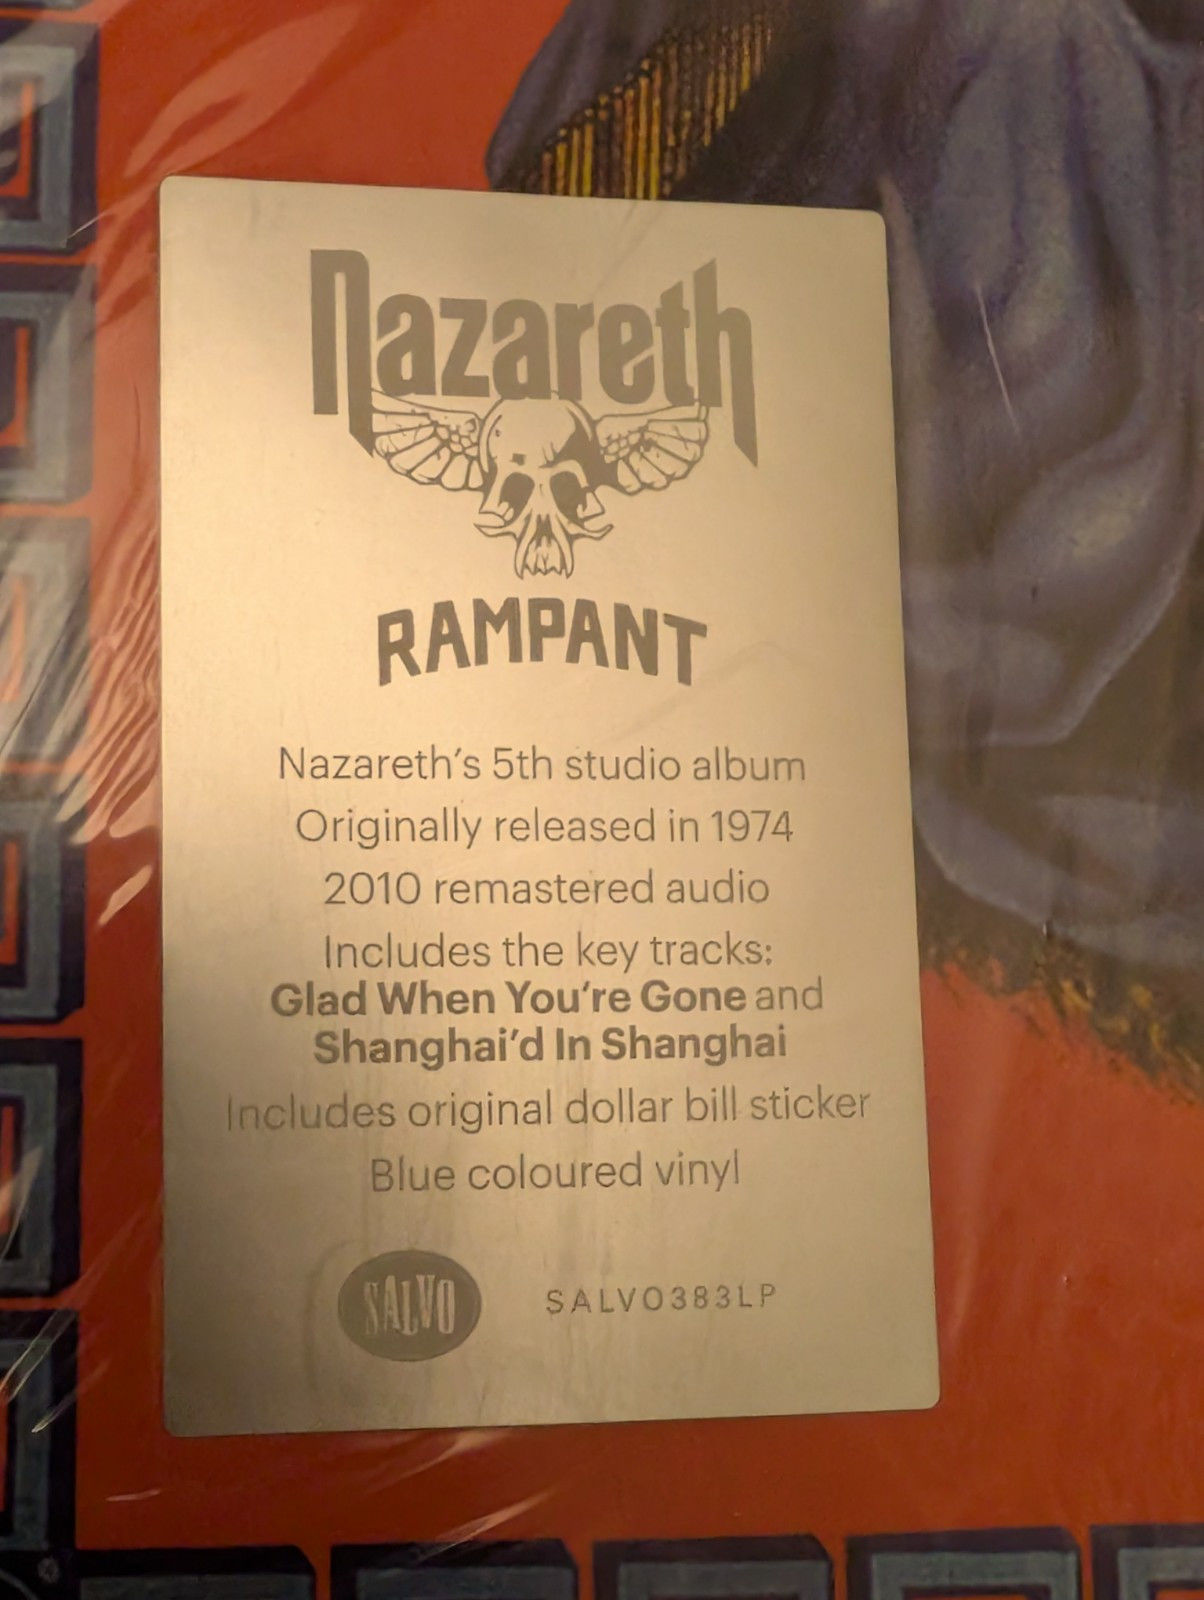 Nazareth
RAMPANT
Nazareth's 5th studio album
Originally released in 1974
2010 remastered audio
Includes the key tracks:
Glad When You're Gone and
Shanghai'd In Shanghai
Includes original dollar bill sticker
Blue coloured vinyl
SALVO SALVO383LP